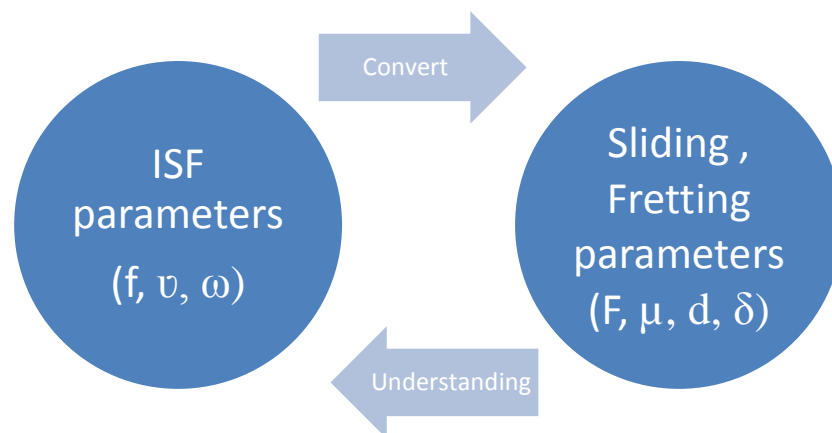 Convert
ISF
parameters
(f, υ, ω)
Sliding ,
Fretting
parameters
(F, μ, d, δ)
Understanding